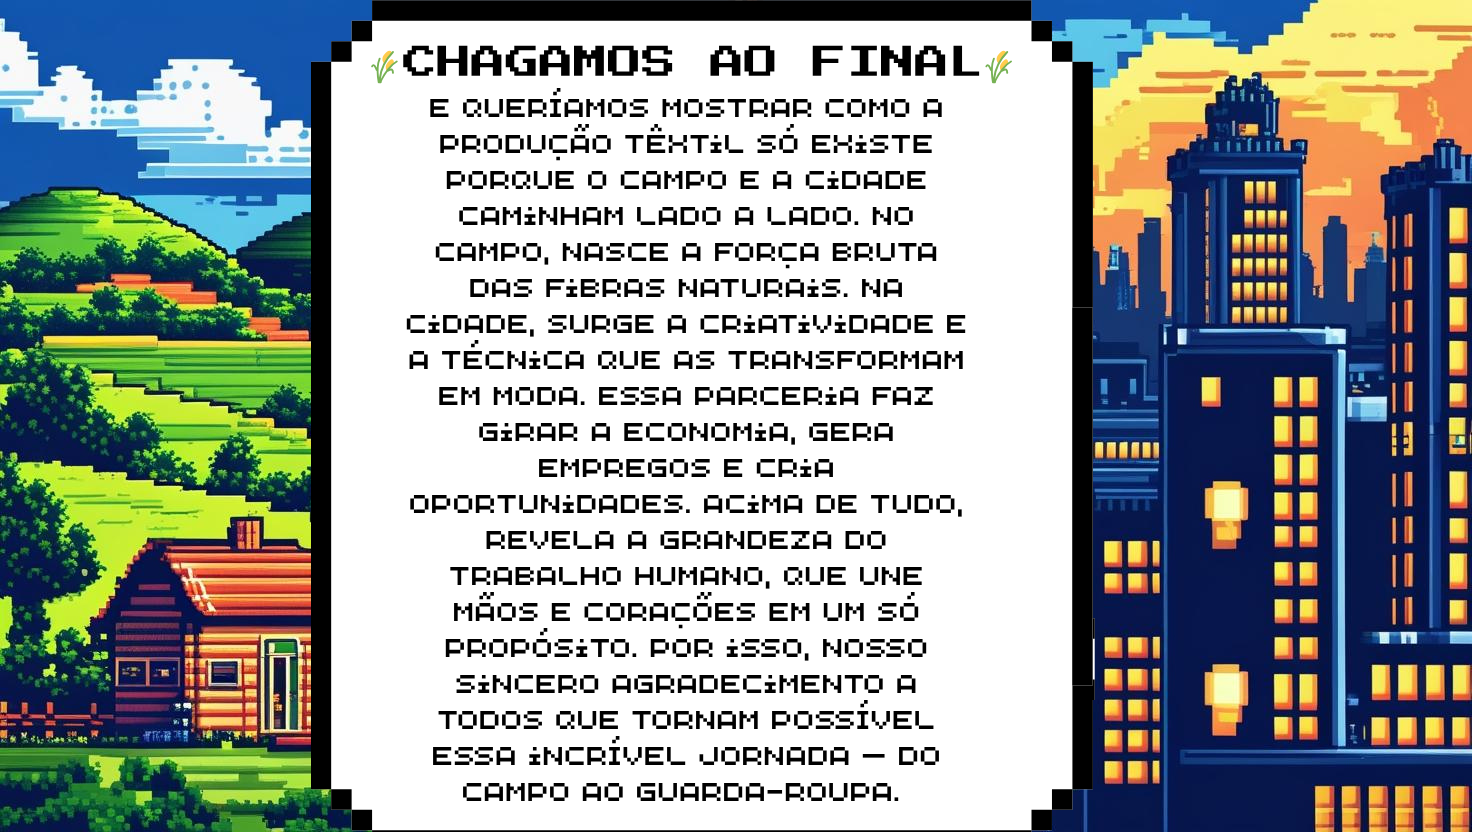 🌾CHAGAMOS AO FINAL🌾
E QUERÍAMOS MOSTRAR COMO A
PRODUÇÃO TÊXTIL SÓ EXISTE
PORQUE O CAMPO E A CIDADE
CAMINHAM LADO A LADO. NO
CAMPO, NASCE A FORÇA BRUTA
DAS FIBRAS NATURAIS. NA
CIDADE, SURGE A CRIATIVIDADE E
A TÉCNICA QUE AS TRANSFORMAM
EM MODA. ESSA PARCERIA FAZ
GIRAR A ECONOMIA, GERA
EMPREGOS E CRIA
OPORTUNIDADES. ACIMA DE TUDO,
REVELA A GRANDEZA DO
TRABALHO HUMANO, QUE UNE
MÃOS E CORAÇÕES EM UM SÓ
PROPÓSITO. POR ISSO, NOSSO
SINCERO AGRADECIMENTO A
TODOS QUE TORNAM POSSÍVEL
ESSA INCRÍVEL JORNADA — DO
CAMPO AO GUARDA-ROUPA.